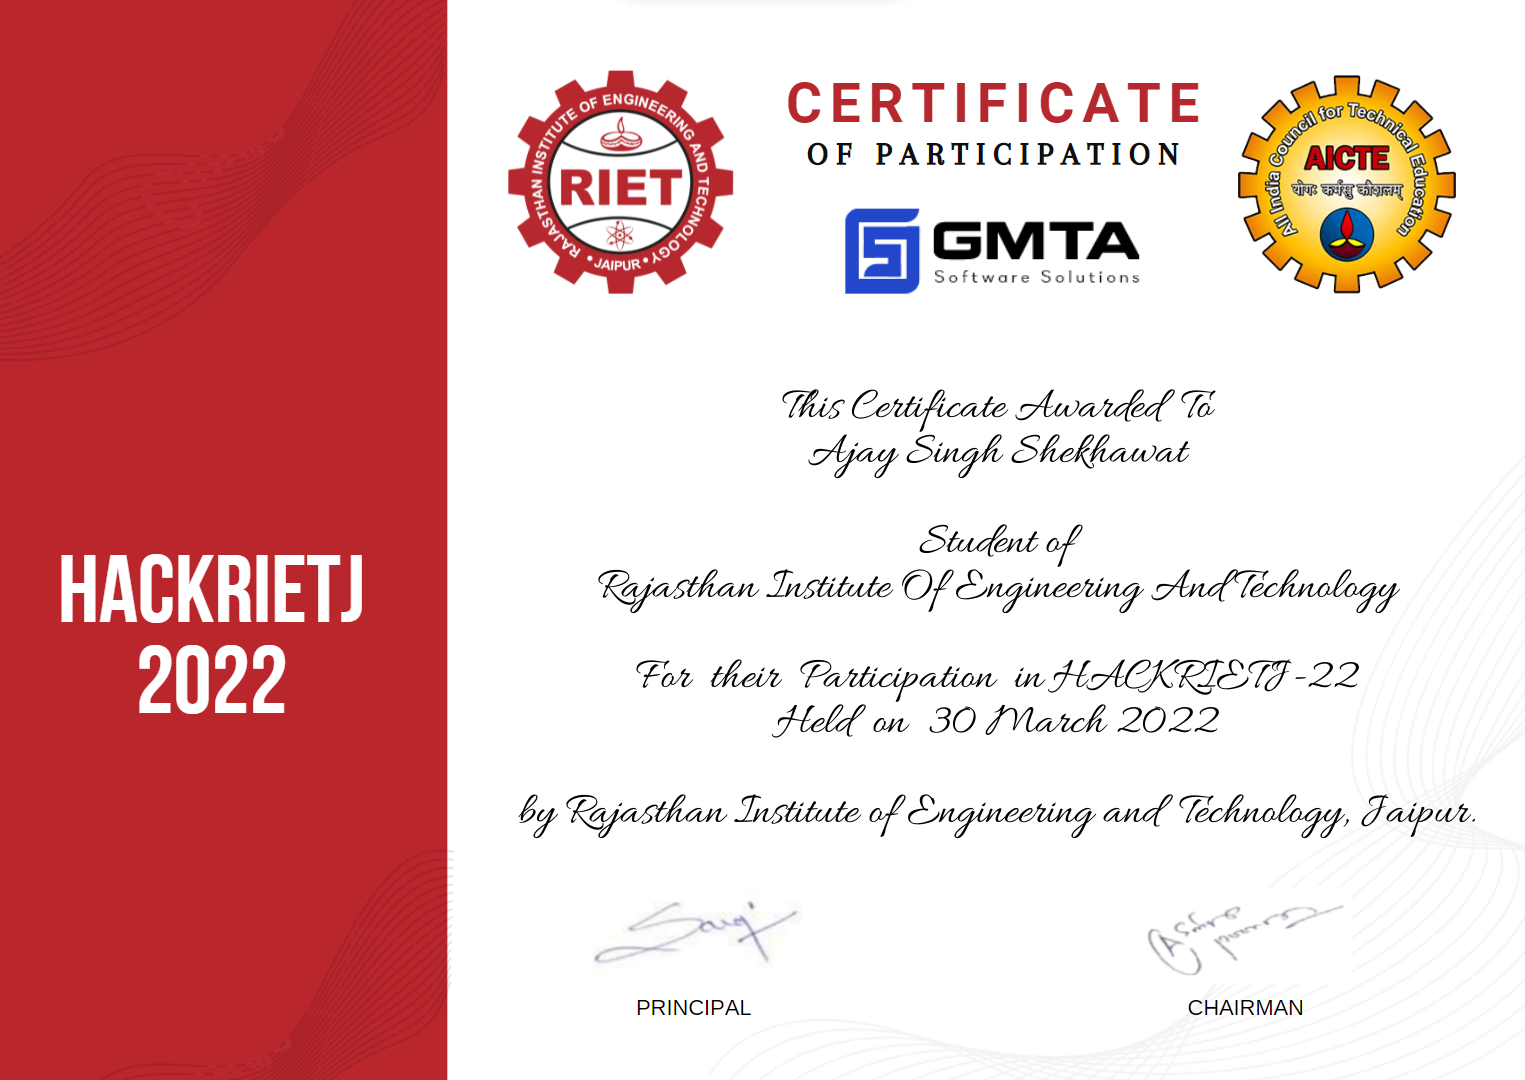 HACKRIETJ
2022
RAJASTHAN INSTITUTE OF ENGINEERING AND TECHNOLOGY
RIET
• JAIPUR •
CERTIFICATE
OF PARTICIPATION
GMTA
Software Solutions
All India Council for Technical Education
AICTE
योगः कर्मसु कौशलम्
This Certificate Awarded To
Ajay Singh Shekhawat
Student of
Rajasthan Institute Of Engineering And Technology
For their Participation in HACKRIETJ-22
Held on 30 March 2022
by Rajasthan Institute of Engineering and Technology, Jaipur.
PRINCIPAL
CHAIRMAN